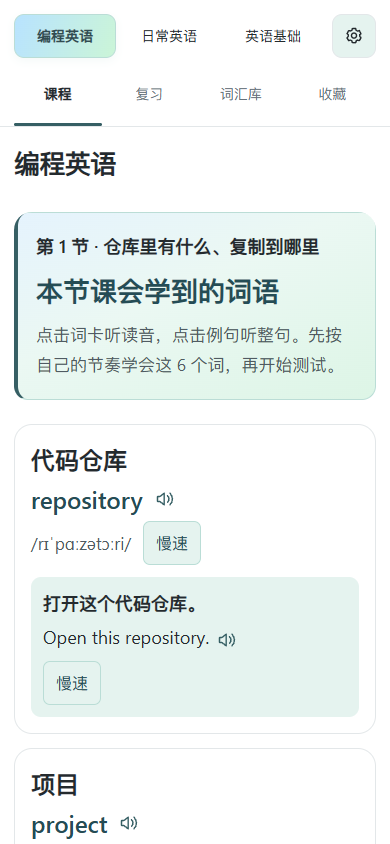 编程英语 日常英语 英语基础
课程 复习 词汇库 收藏
编程英语
第 1 节 · 仓库里有什么、复制到哪里
本节课会学到的词语
点击词卡听读音，点击例句听整句。先按
自己的节奏学会这 6 个词，再开始测试。
代码仓库
repository
/rɪˈpɑːzətɔːri/ 慢速
打开这个代码仓库。
Open this repository.
慢速
项目
project